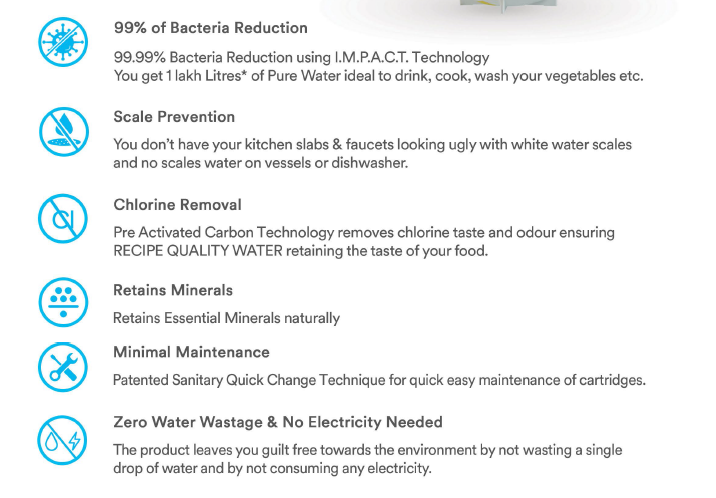 99% of Bacteria Reduction
99.99% Bacteria Reduction using I.M.P.A.C.T. Technology
You get 1 lakh Litres* of Pure Water ideal to drink, cook, wash your vegetables etc.
Scale Prevention
You don't have your kitchen slabs & faucets looking ugly with white water scales
and no scales water on vessels or dishwasher.
Cl
Chlorine Removal
Pre Activated Carbon Technology removes chlorine taste and odour ensuring
RECIPE QUALITY WATER retaining the taste of your food.
Retains Minerals
Retains Essential Minerals naturally
Minimal Maintenance
Patented Sanitary Quick Change Technique for quick easy maintenance of cartridges.
Zero Water Wastage & No Electricity Needed
The product leaves you guilt free towards the environment by not wasting a single
drop of water and by not consuming any electricity.